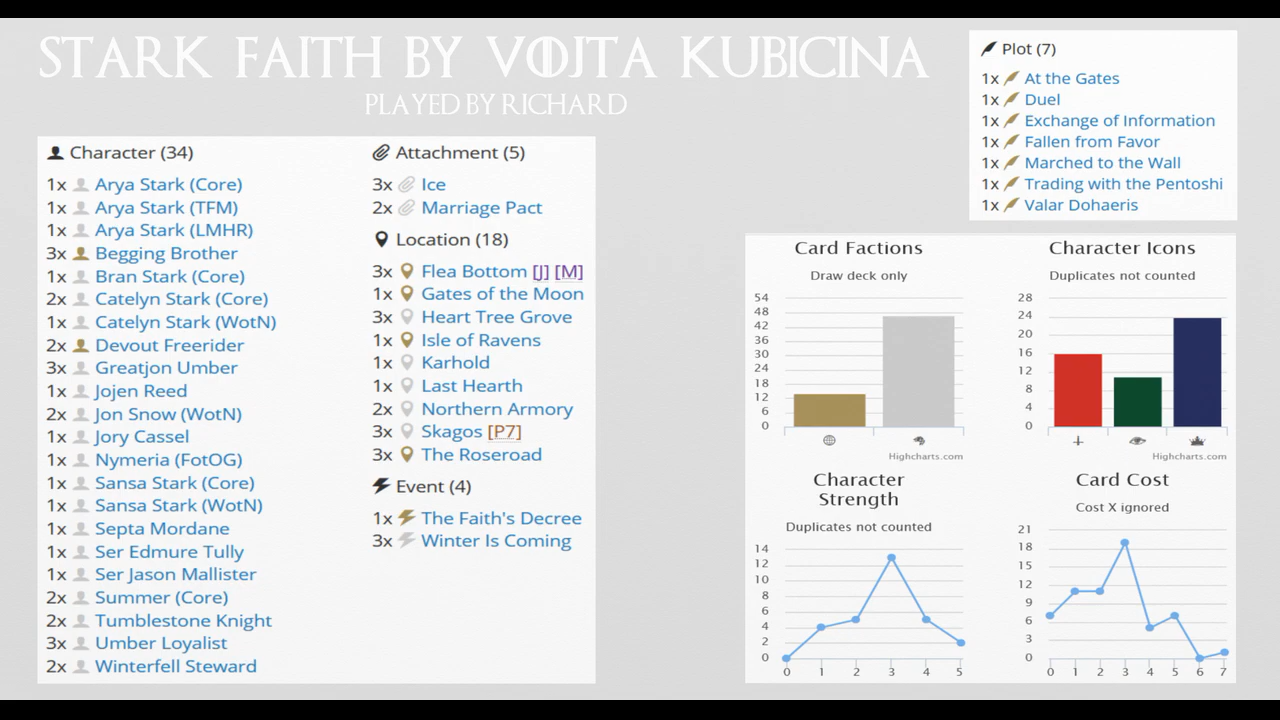 STARK FAITH BY VOJTA KUBICINA
PLAYED BY RICHARD
Plot (7)
1x At the Gates
1x Duel
1x Exchange of Information
1x Fallen from Favor
1x Marched to the Wall
1x Trading with the Pentoshi
1x Valar Dohaeris
Character (34)
1x Arya Stark (Core)
1x Arya Stark (TFM)
1x Arya Stark (LMHR)
3x Begging Brother
1x Bran Stark (Core)
2x Catelyn Stark (Core)
1x Catelyn Stark (WotN)
2x Devout Freerider
3x Greatjon Umber
1x Jojen Reed
2x Jon Snow (WotN)
1x Jory Cassel
1x Nymeria (FotOG)
1x Sansa Stark (Core)
1x Sansa Stark (WotN)
1x Septa Mordane
1x Ser Edmure Tully
1x Ser Jason Mallister
2x Summer (Core)
2x Tumblestone Knight
3x Umber Loyalist
2x Winterfell Steward
Attachment (5)
3x Ice
2x Marriage Pact
Location (18)
3x Flea Bottom [J] [M]
1x Gates of the Moon
3x Heart Tree Grove
1x Isle of Ravens
1x Karhold
1x Last Hearth
2x Northern Armory
3x Skagos [P7]
3x The Roseroad
Event (4)
1x The Faith's Decree
3x Winter Is Coming
Card Factions
Draw deck only
54
48
42
36
30
24
18
12
6
0
Highcharts.com
Character Icons
Duplicates not counted
28
24
20
16
12
8
4
0
Highcharts.com
Character
Strength
Duplicates not counted
14
12
10
8
6
4
2
0
0 1 2 3 4 5
Card Cost
Cost X ignored
21
18
15
12
9
6
3
0
0 1 2 3 4 5 6 7